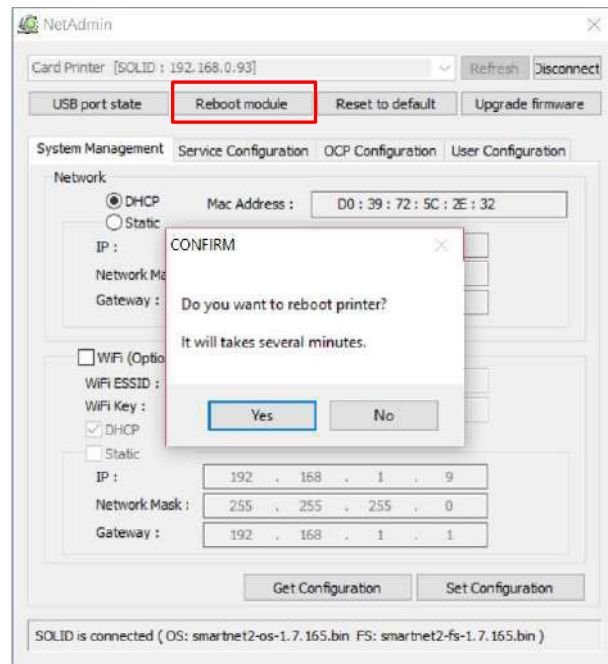 NetAdmin
Card Printer [SOLID : 192.168.0.93]
Refresh
Disconnect
USB port state
Reboot module
Reset to default
Upgrade firmware
System Management
Service Configuration
OCP Configuration
User Configuration
Network
DHCP
Mac Address :
D0 : 39 : 72 : 5C : 2E : 32
Static
IP :
Network Ma
Gateway :
CONFIRM
Do you want to reboot printer?
It will takes several minutes.
Yes
No
WiFi (Optio
WiFi ESSID :
WiFi Key :
DHCP
Static
IP :
192 . 168 . 1 . 9
Network Mask :
255 . 255 . 255 . 0
Gateway :
192 . 168 . 1 . 1
Get Configuration
Set Configuration
SOLID is connected ( OS: smartnet2-os-1.7.165.bin FS: smartnet2-fs-1.7.165.bin )